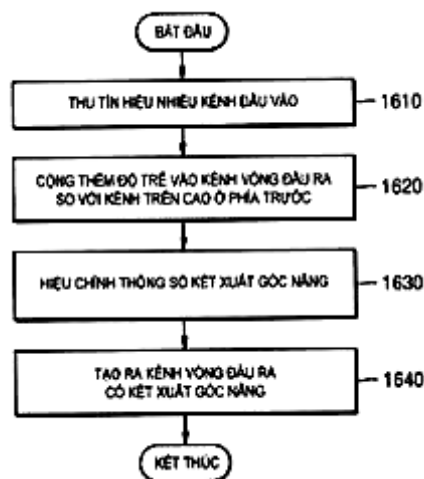 BẮT ĐẦU
THU TÍN HIỆU NHIỀU KÊNH ĐẦU VÀO
1610
CỘNG THÊM ĐỘ TRỄ VÀO KÊNH VÒNG ĐẦU RA
SO VỚI KÊNH TRÊN CAO Ở PHÍA TRƯỚC
1620
HIỆU CHỈNH THÔNG SỐ KẾT XUẤT GÓC NÂNG
1630
TẠO RA KÊNH VÒNG ĐẦU RA
CÓ KẾT XUẤT GÓC NÂNG
1640
KẾT THÚC